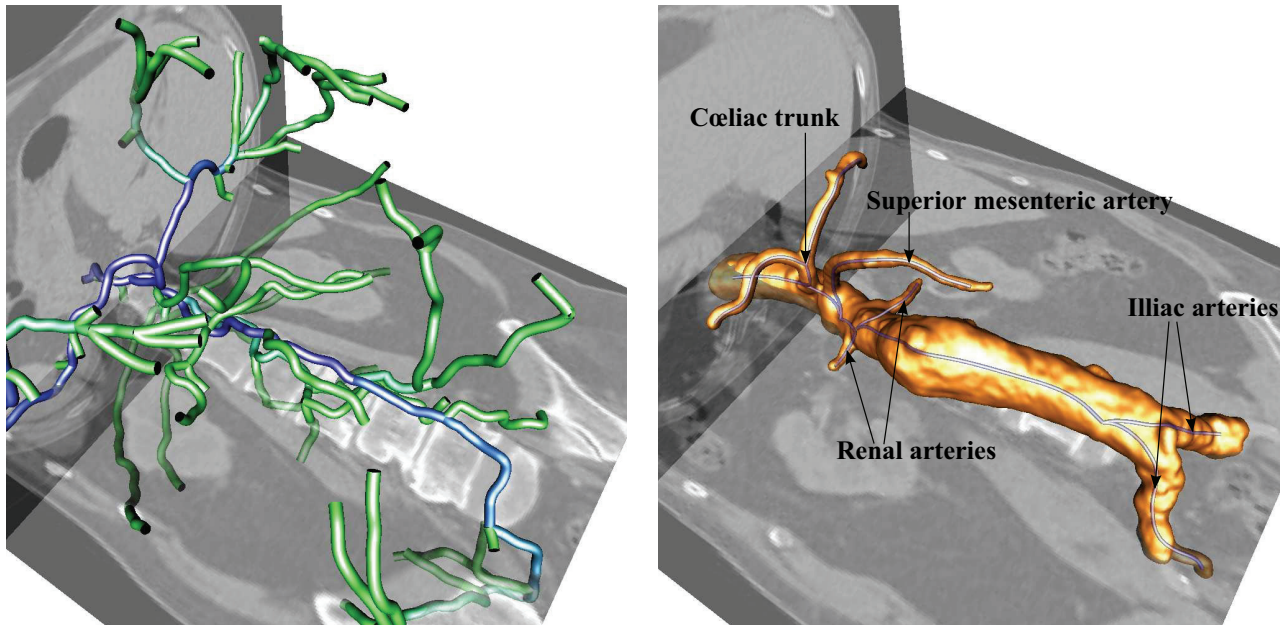 Cœliac trunk
Superior mesenteric artery
Illiac arteries
Renal arteries